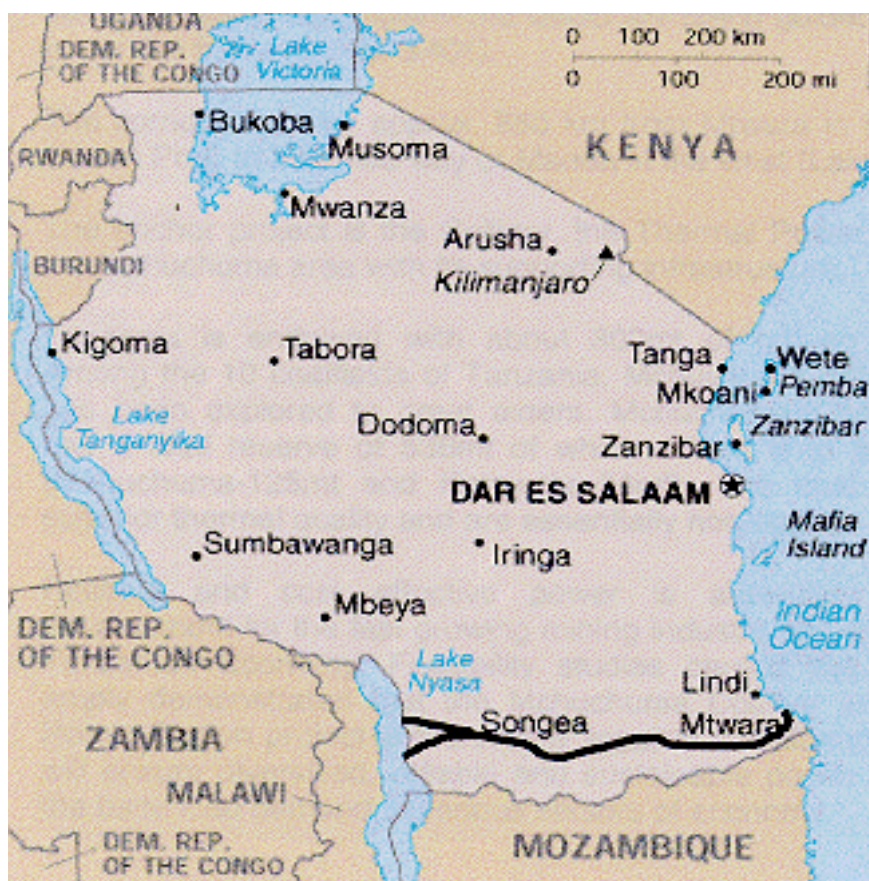 UGANDA
DEM. REP.
OF THE CONGO
Lake
Victoria
0 100 200 km
0 100 200 mi
Bukoba
Musoma
KENYA
RWANDA
Mwanza
Arusha
Kilimanjaro
BURUNDI
Kigoma
Tabora
Tanga
Wete
Mkoani
Pemba
Lake
Tanganyika
Dodoma
Zanzibar
Zanzibar
DAR ES SALAAM
Mafia
Island
Sumbawanga
Iringa
Mbeya
Indian
Ocean
DEM. REP.
OF THE CONGO
Lake
Nyasa
Lindi
Songea
Mtwara
ZAMBIA
MALAWI
DEM. REP.
OF THE CONGO
MOZAMBIQUE